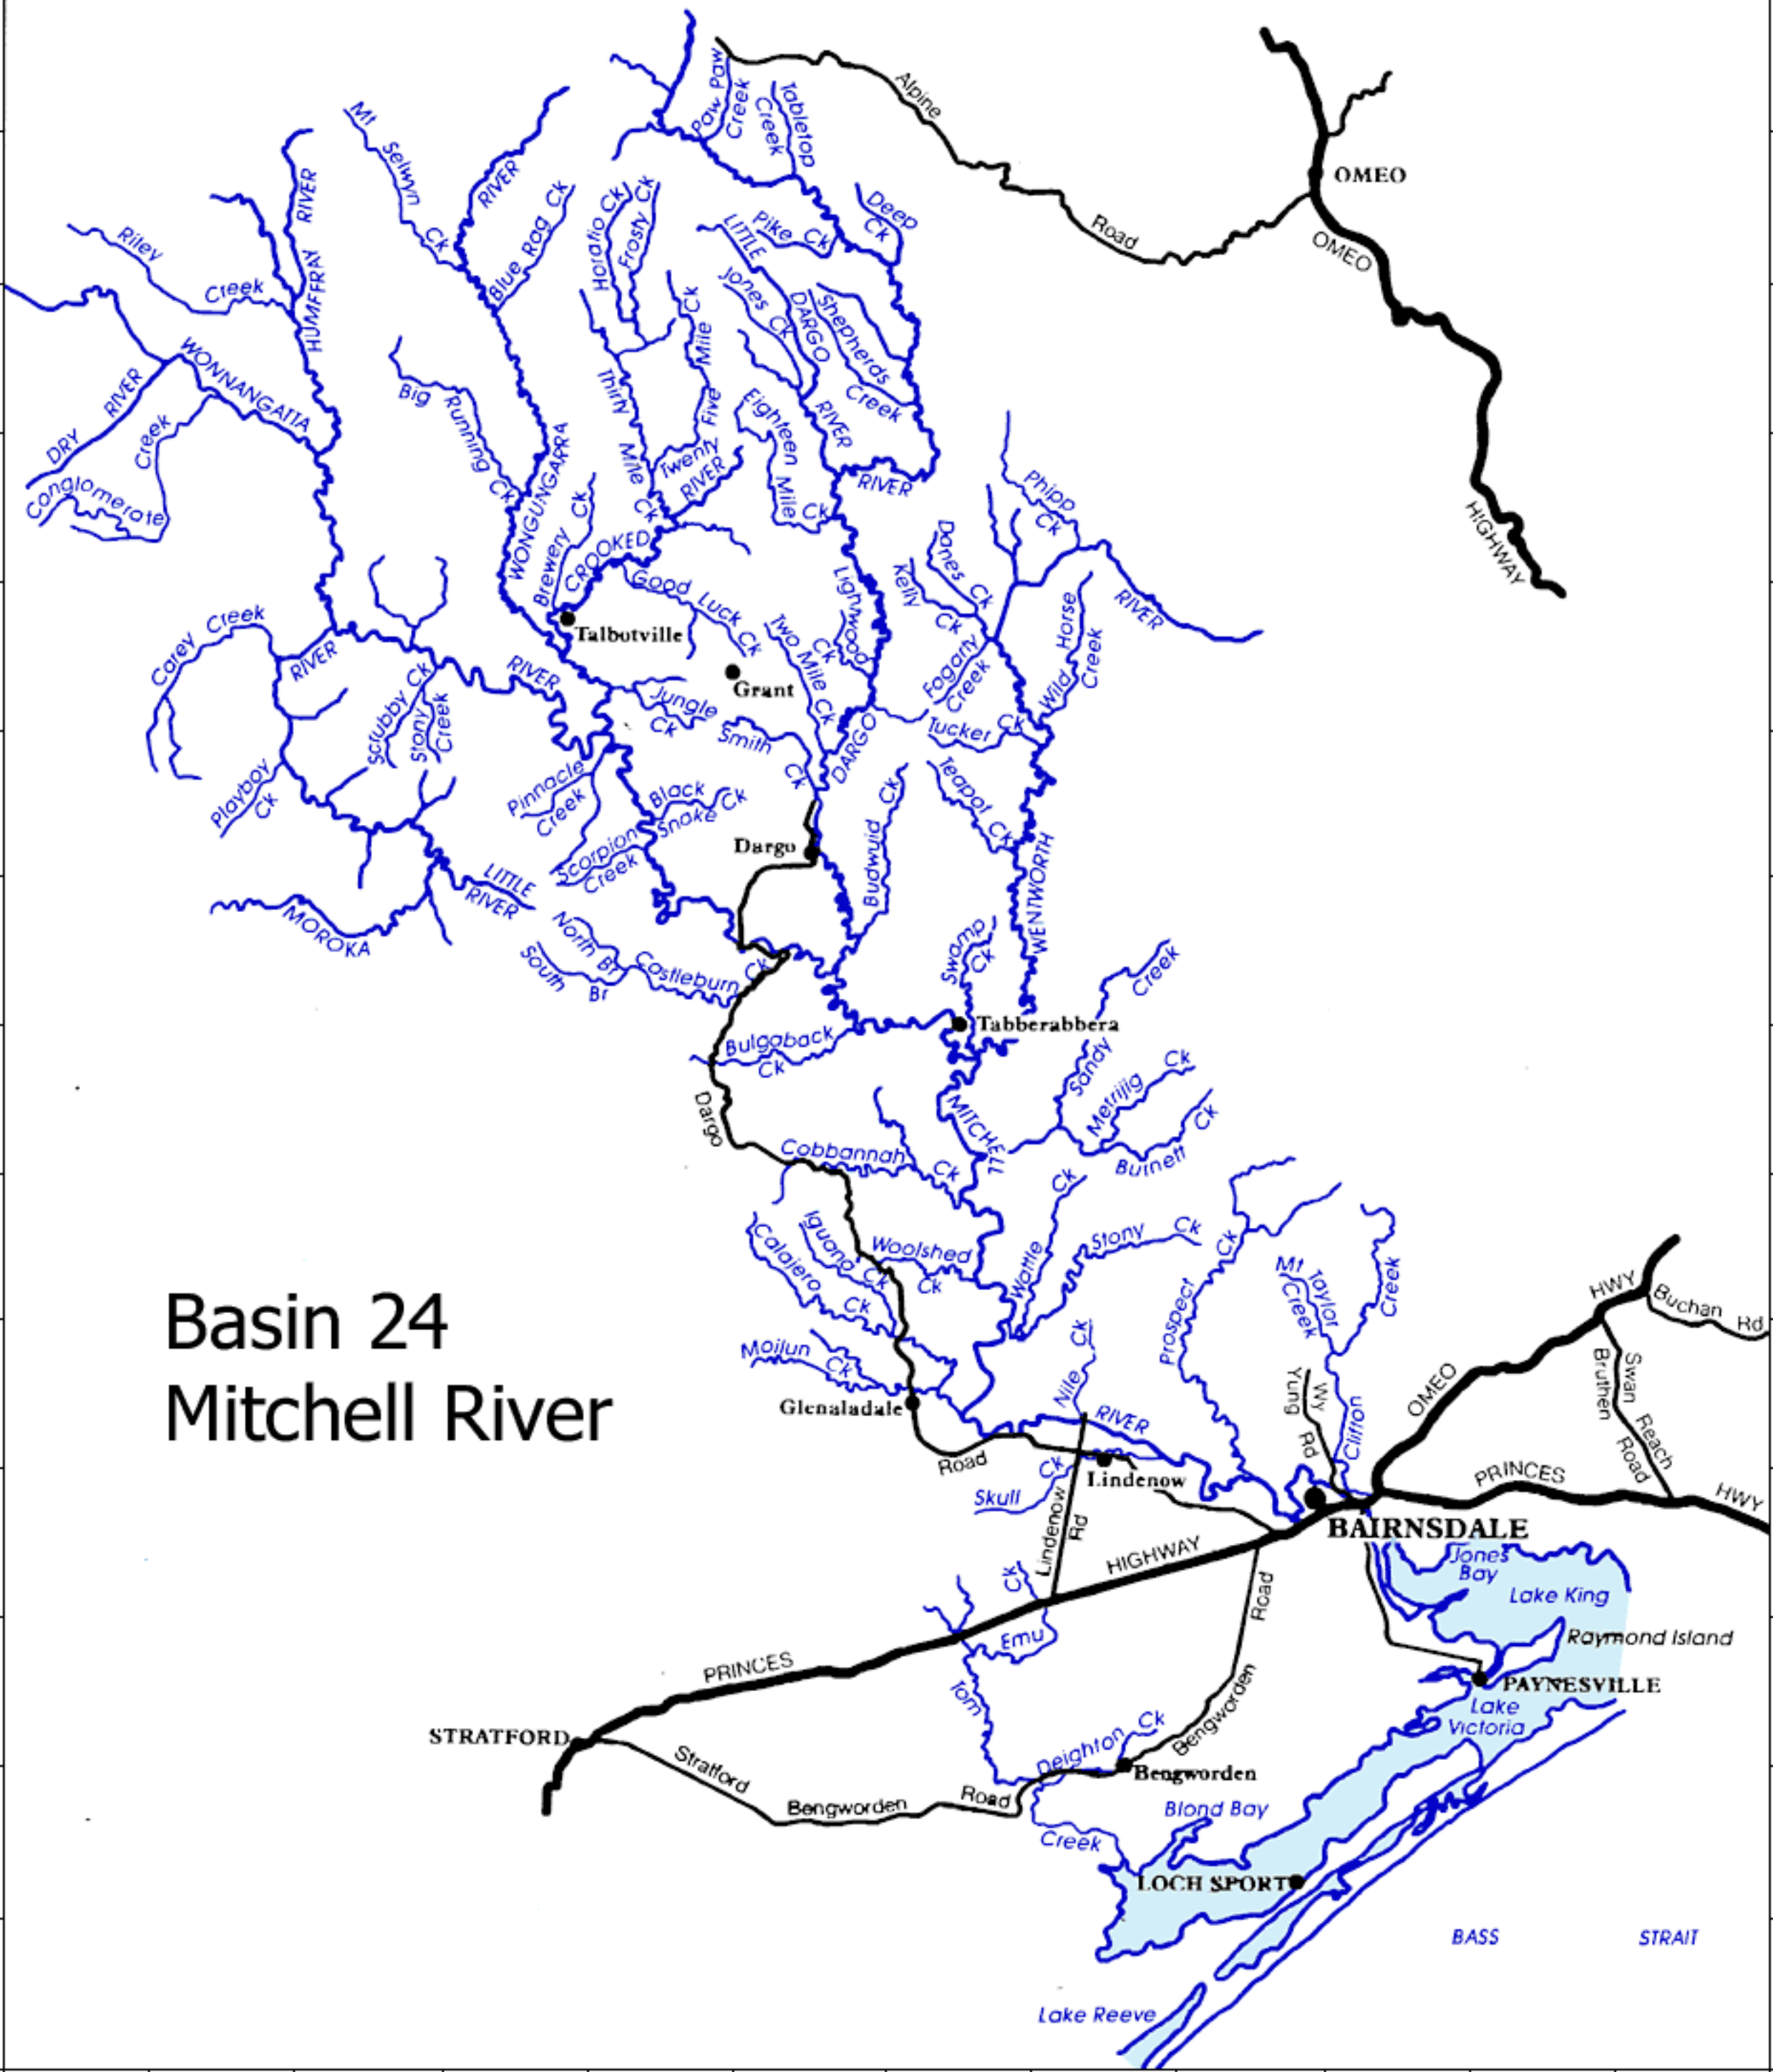 Paw Paw
Creek
Tabletop
Creek
Alpine
Road
OMEO
OMEO
HIGHWAY
Mt
Selwyn
Ck
RIVER
Blue Rag Ck
Horatio Ck
Frosty Ck
Deep
Ck
Pike Ck
LITTLE
DARGO
RIVER
Jones Ck
Shepherds
Creek
RIVER
HUMFFRAY RIVER
Riley
Creek
WONNANGATTA
DRY RIVER
Conglomerate
Creek
Big
Running
Ck
WONGUNGARRA
Thirty
Mile
Ck
Twenty Five Mile Ck
RIVER
Eighteen
Mile
Ck
Brewery Ck
CROOKED
Good Luck Ck
Talbotville
Grant
Two Mile Ck
Lightwood
Ck
Danes Ck
Kelly
Ck
Phipp
Ck
RIVER
Fogarty
Creek
Wild Horse
Creek
Carey Creek
RIVER
RIVER
Scrubby Ck
Stony
Creek
Jungle
Ck
Smith
Ck
DARGO
Tucker Ck
Playboy
Ck
Pinnacle
Creek
Black
Snake
Ck
Teapot Ck
Scorpion
Creek
Dargo
Budwuid Ck
WENTWORTH
LITTLE
RIVER
MOROKA
North Br
South
Br
Castleburn
Ck
Swamp
Ck
Creek
Tabberabbera
Bulgaback
Ck
Sandy
Metrijig
Ck
Dargo
MITCHELL
Burnett
Ck
Cobbannah
Ck
Iguana
Ck
Calajero
Ck
Woolshed
Ck
Wattle
Ck
Stony Ck
Prospect
Ck
Mt Taylor
Creek
Creek
Basin 24
Mitchell River
HWY
Buchan Rd
Moilun
Ck
Nile Ck
Glenaladale
RIVER
Road
Wy
Yung
Rd
Clifton
OMEO
Swan Reach
Bruthen
Road
Lindenow
Skull
Ck
Lindenow
Rd
PRINCES
HWY
BAIRNSDALE
HIGHWAY
Jones
Bay
Lake King
Ck
Emu
Road
Raymond Island
PRINCES
PAYNESVILLE
Tom
Lake
Victoria
STRATFORD
Deighton Ck
Bengworden
Stratford
Bengworden
Bengworden
Road
Blond Bay
Creek
LOCH SPORT
BASS
STRAIT
Lake Reeve